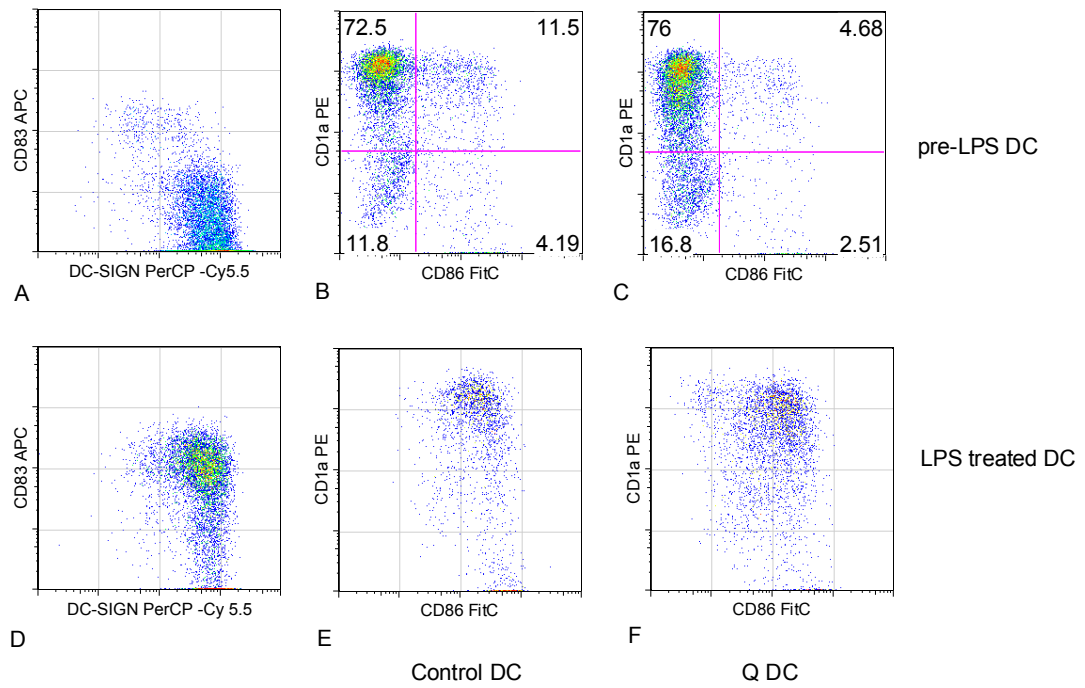 72.5
11.5
76
4.68
CD83 APC
CD1a PE
CD1a PE
pre-LPS DC
11.8
4.19
16.8
2.51
DC-SIGN PerCP -Cy5.5
CD86 FitC
CD86 FitC
A
B
C
CD83 APC
CD1a PE
CD1a PE
LPS treated DC
DC-SIGN PerCP -Cy 5.5
CD86 FitC
CD86 FitC
D
E
F
Control DC
Q DC